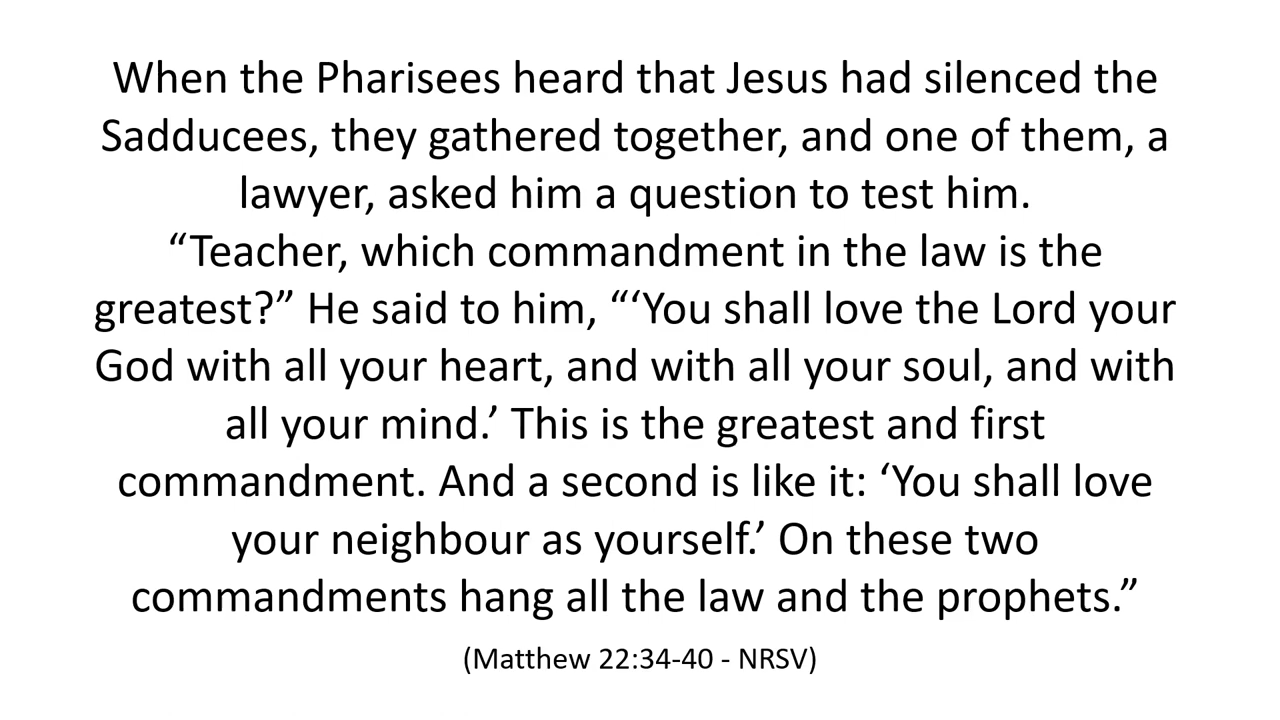 When the Pharisees heard that Jesus had silenced the
Sadducees, they gathered together, and one of them, a
lawyer, asked him a question to test him.
“Teacher, which commandment in the law is the
greatest?” He said to him, “‘You shall love the Lord your
God with all your heart, and with all your soul, and with
all your mind.’ This is the greatest and first
commandment. And a second is like it: ‘You shall love
your neighbour as yourself.’ On these two
commandments hang all the law and the prophets.”
(Matthew 22:34-40 - NRSV)